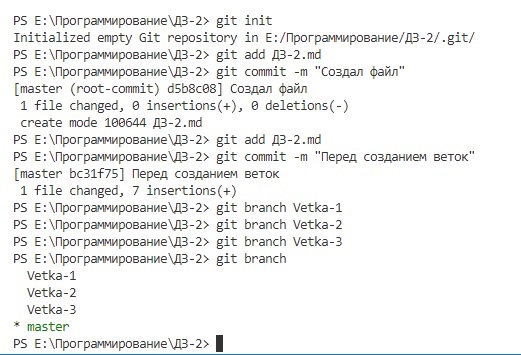 PS E:\Программирование\ДЗ-2> git init
Initialized empty Git repository in E:/Программирование/ДЗ-2/.git/
PS E:\Программирование\ДЗ-2> git add ДЗ-2.md
PS E:\Программирование\ДЗ-2> git commit -m "Создал файл"
[master (root-commit) d5b8c08] Создал файл
 1 file changed, 0 insertions(+), 0 deletions(-)
 create mode 100644 ДЗ-2.md
PS E:\Программирование\ДЗ-2> git add ДЗ-2.md
PS E:\Программирование\ДЗ-2> git commit -m "Перед созданием веток"
[master bc31f75] Перед созданием веток
 1 file changed, 7 insertions(+)
PS E:\Программирование\ДЗ-2> git branch Vetka-1
PS E:\Программирование\ДЗ-2> git branch Vetka-2
PS E:\Программирование\ДЗ-2> git branch Vetka-3
PS E:\Программирование\ДЗ-2> git branch
  Vetka-1
  Vetka-2
  Vetka-3
* master
PS E:\Программирование\ДЗ-2>